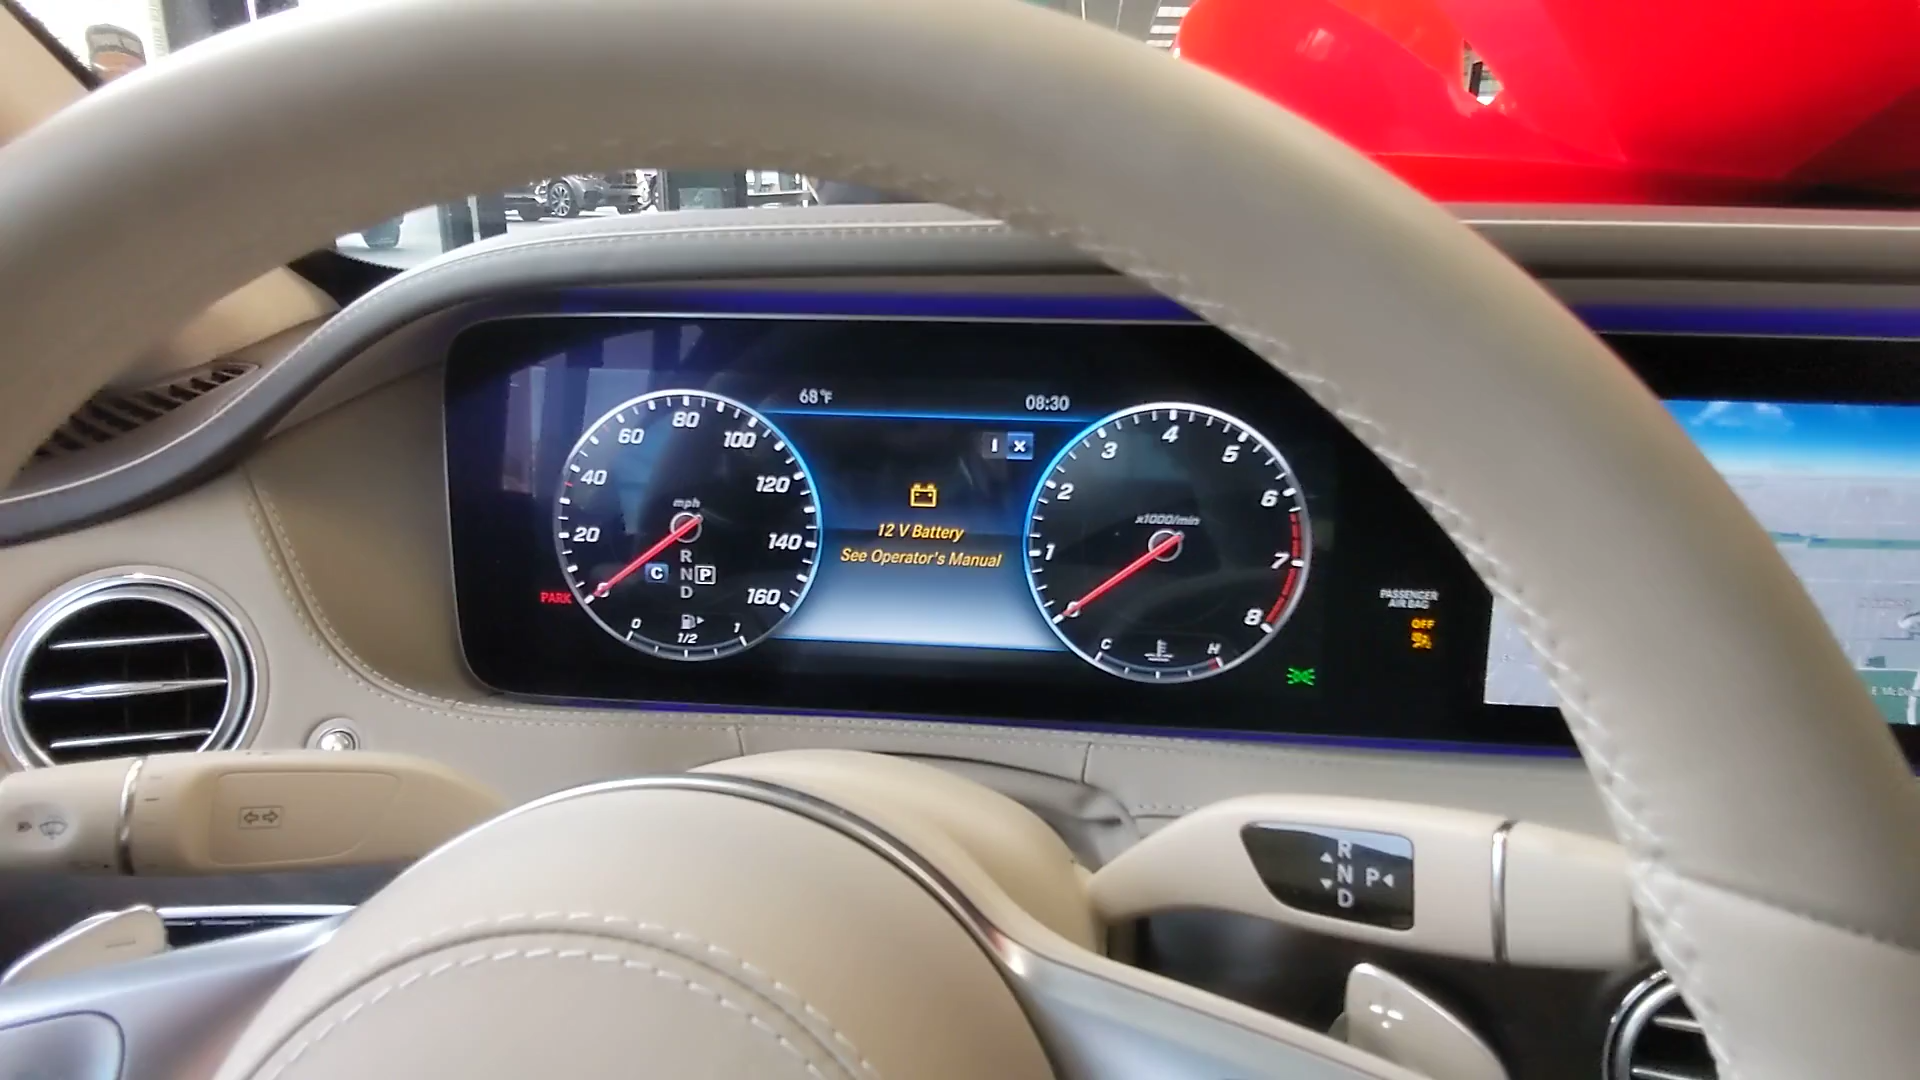 68°F
08:30
i
12 V Battery
See Operator's Manual
mph
20
40
60
80
100
120
140
160
R
N P
D
C
PARK
0
1/2
1
x1000/min
1
2
3
4
5
6
7
8
C
H
PASSENGER
AIR BAG
OFF
R
N P
D